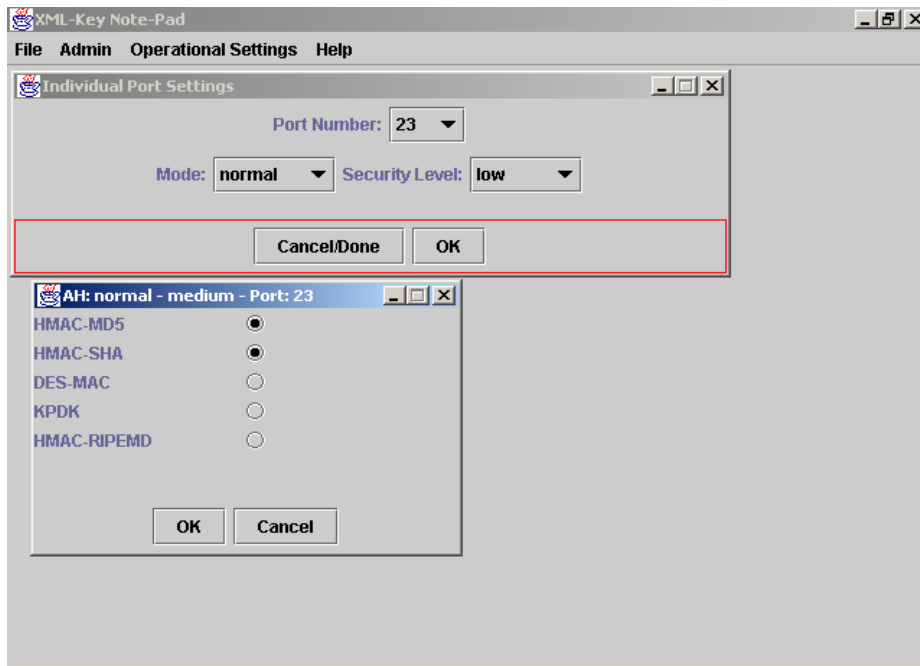 XML-Key Note-Pad
File Admin Operational Settings Help
Individual Port Settings
Port Number: 23
Mode: normal Security Level: low
Cancel/Done OK
AH: normal - medium - Port: 23
HMAC-MD5
HMAC-SHA
DES-MAC
KPDK
HMAC-RIPEMD
OK Cancel